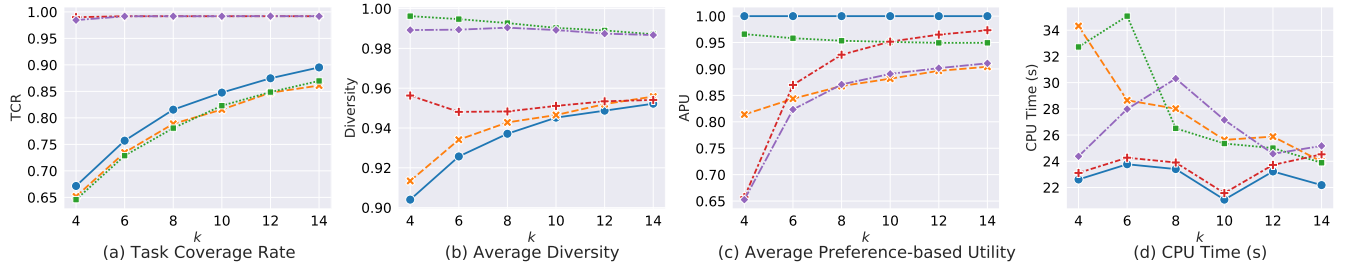 1.00
0.95
0.90
0.85
0.80
0.75
0.70
0.65
TCR
4 6 8 10 12 14
k
(a) Task Coverage Rate
1.00
0.98
0.96
0.94
0.92
0.90
Diversity
4 6 8 10 12 14
k
(b) Average Diversity
1.00
0.95
0.90
0.85
0.80
0.75
0.70
0.65
APU
4 6 8 10 12 14
k
(c) Average Preference-based Utility
34
32
30
28
26
24
22
CPU Time (s)
4 6 8 10 12 14
k
(d) CPU Time (s)